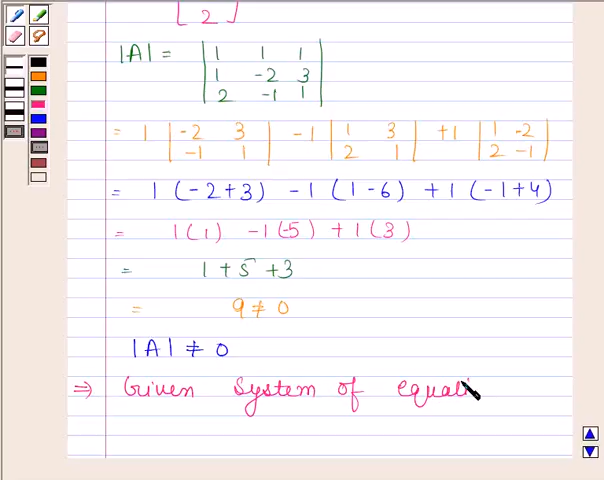 2
|A| = | 1 1 1 |
| 1 -2 3 |
| 2 -1 1 |
= 1 | -2 3 | -1 | 1 3 | +1 | 1 -2 |
| -1 1 | | 2 1 | | 2 -1 |
= 1 (-2+3) -1 (1-6) +1 (-1+4)
= 1(1) -1(-5) +1(3)
= 1+5+3
= 9 ≠ 0
|A| ≠ 0
⇒ Given System of equati